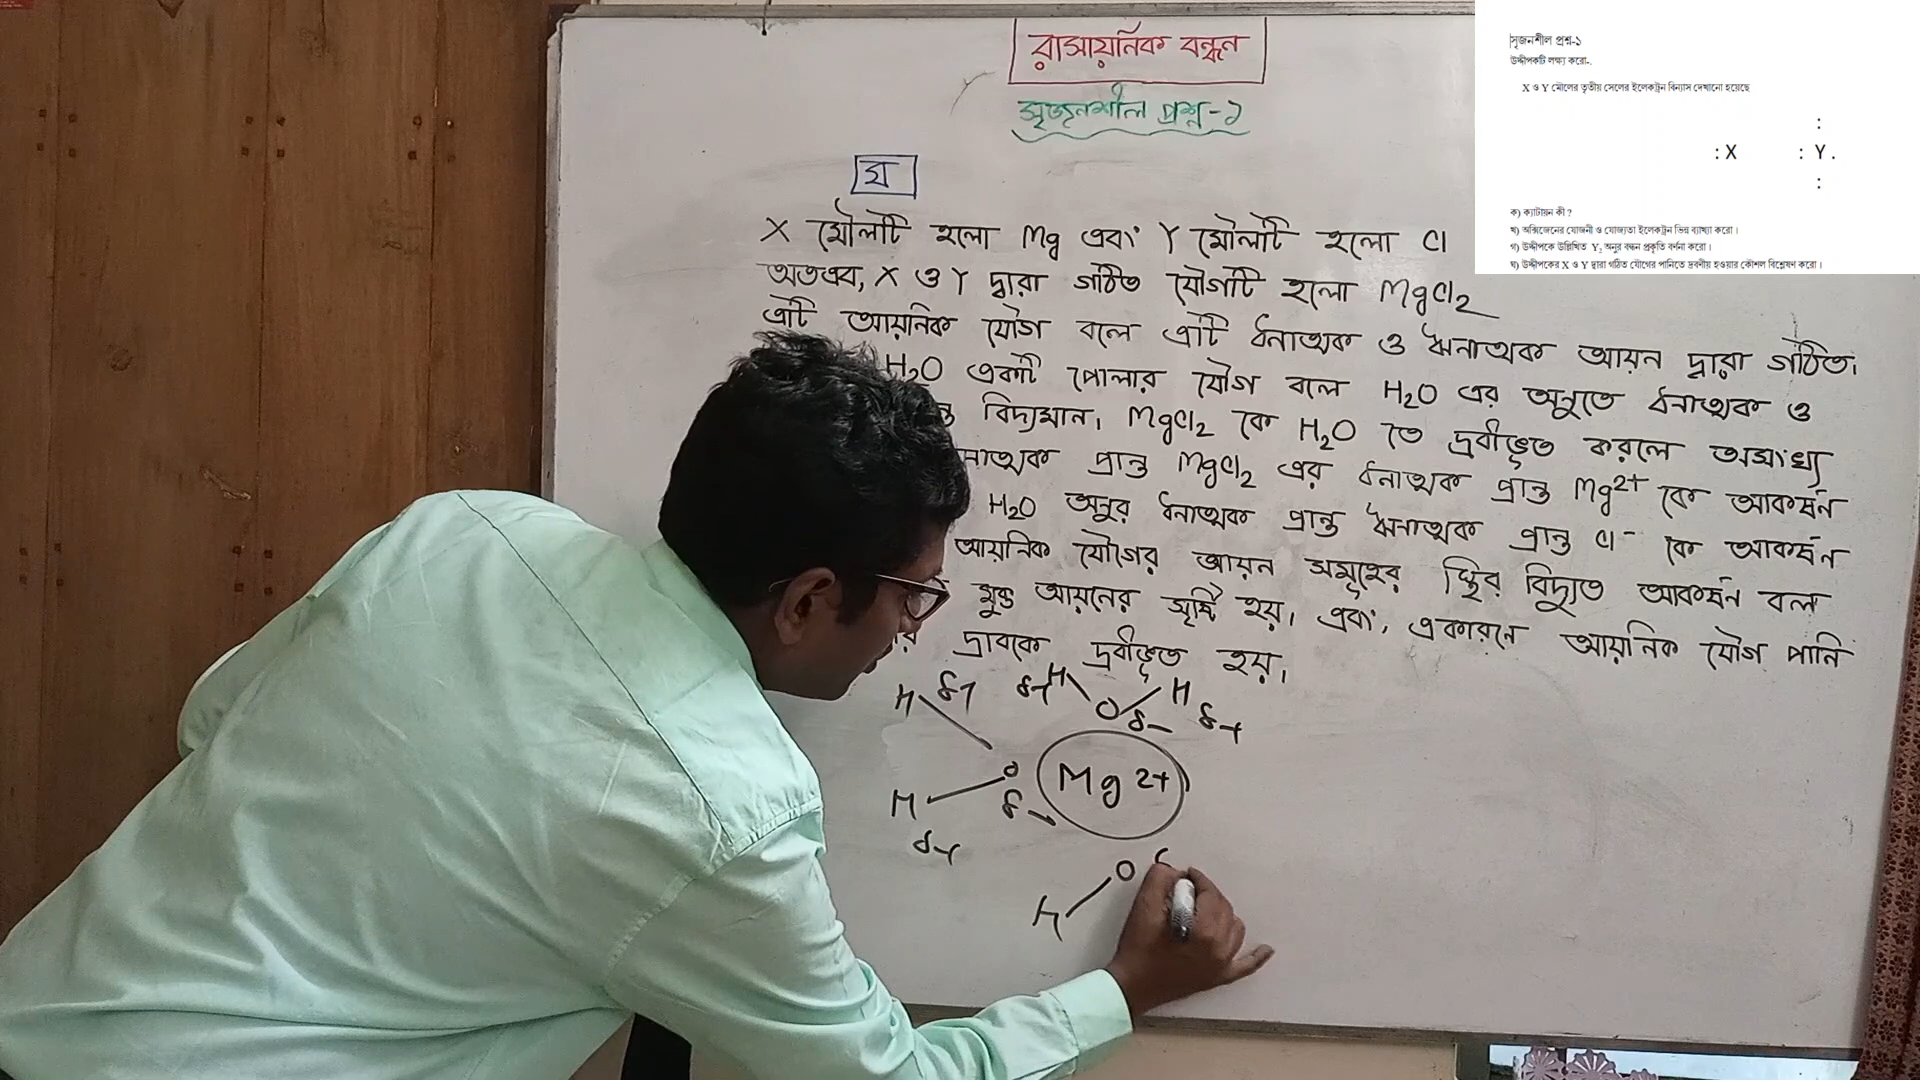 রাসায়নিক বন্ধন
সৃজনশীল প্রশ্ন-১
ঘ
X মৌলটি হলো Mg এবং Y মৌলটি হলো Cl
অতএব, X ও Y দ্বারা গঠিত যৌগটি হলো MgCl2
এটি আয়নিক যৌগ বলে এটি ধনাত্মক ও ঋনাত্মক আয়ন দ্বারা গঠিত।
H2O একটি পোলার যৌগ বলে H2O এর অনুতে ধনাত্মক ও
বিদ্যমান। MgCl2 কে H2O তে দ্রবীভূত করলে অসংখ্য
প্রান্ত MgCl2 এর ধনাত্মক প্রান্ত Mg2+ কে আকর্ষন
H2O অনুর ধনাত্মক প্রান্ত ঋনাত্মক প্রান্ত Cl- কে আকর্ষন
আয়নিক যৌগের আয়ন সমূহের স্থির বিদ্যুত আকর্ষন বল
মুক্ত আয়নের সৃষ্টি হয়। এবং, একারনে আয়নিক যৌগ পানি
দ্রাবকে দ্রবীভূত হয়।
H δ+ δ+ H H
O δ- δ+
O Mg 2+
H δ-
δ+
O
H
সৃজনশীল প্রশ্ন-১
উদ্দীপকটি লক্ষ্য করো-.
X ও Y মৌলের তৃতীয় সেলের ইলেকট্রন বিন্যাস দেখানো হয়েছে
:
: X : Y .
:
ক) ক্যাটায়ন কী ?
খ) অক্সিজেনের যোজনী ও যোজ্যতা ইলেকট্রন ভিন্ন ব্যাখ্যা করো।
গ) উদ্দীপকে উল্লিখিত Y2 অনুর বন্ধন প্রকৃতি বর্ণনা করো।
ঘ) উদ্দীপকের X ও Y দ্বারা গঠিত যৌগের পানিতে দ্রবণীয় হওয়ার কৌশল বিশ্লেষণ করো।